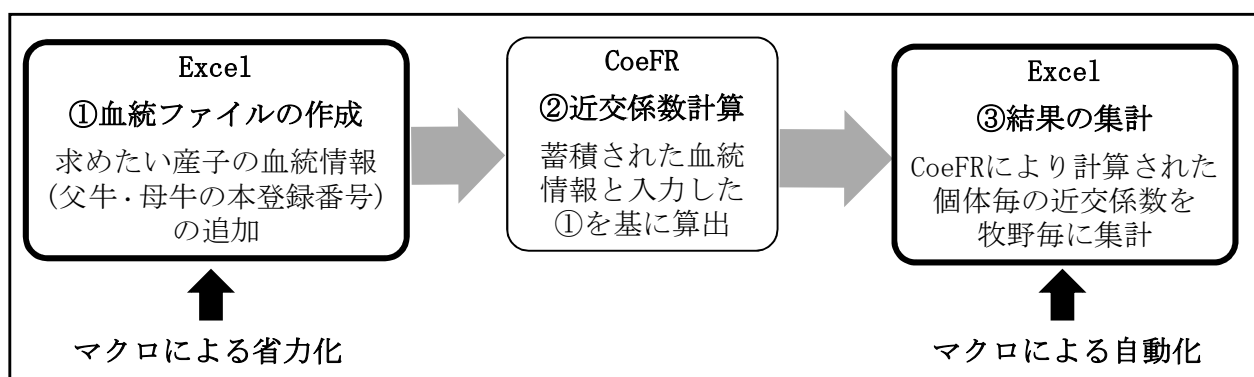 Excel
①血統ファイルの作成
求めたい産子の血統情報
(父牛・母牛の本登録番号)
の追加
CoeFR
②近交係数計算
蓄積された血統
情報と入力した
①を基に算出
Excel
③結果の集計
CoeFRにより計算された
個体毎の近交係数を
牧野毎に集計
マクロによる省力化
マクロによる自動化